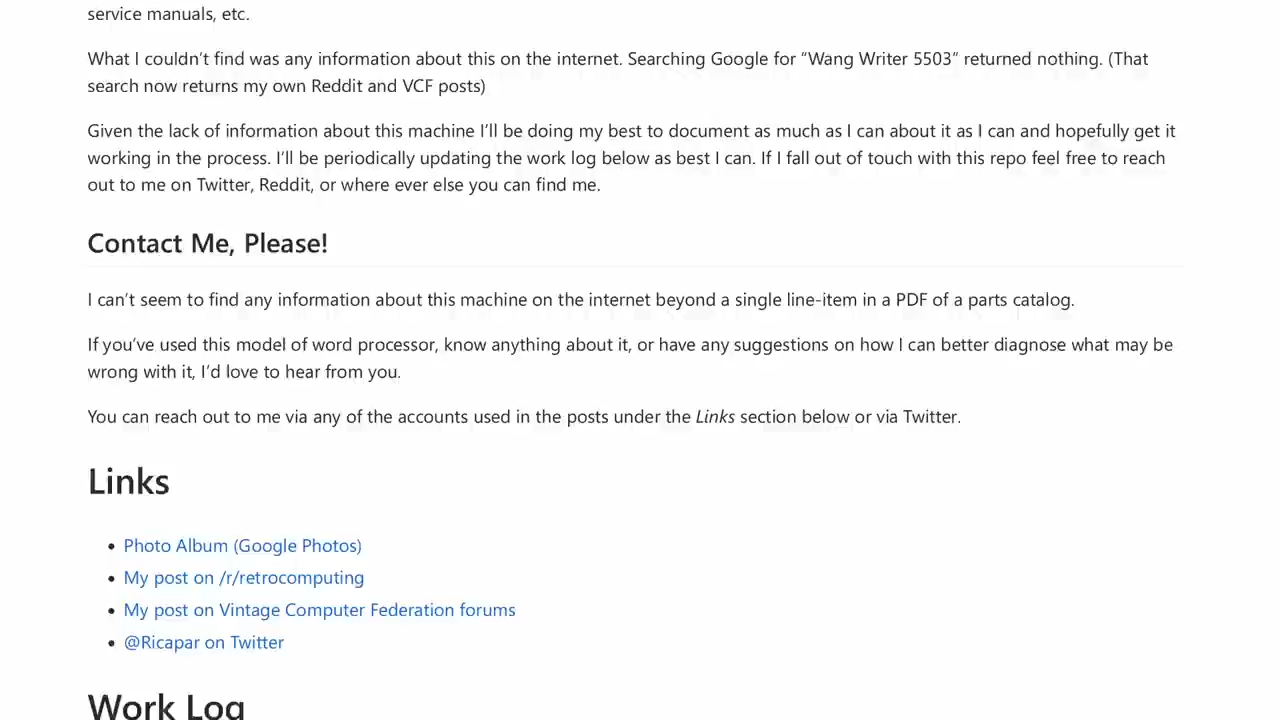 service manuals, etc.
What I couldn’t find was any information about this on the internet. Searching Google for “Wang Writer 5503” returned nothing. (That
search now returns my own Reddit and VCF posts)
Given the lack of information about this machine I’ll be doing my best to document as much as I can about it as I can and hopefully get it
working in the process. I’ll be periodically updating the work log below as best I can. If I fall out of touch with this repo feel free to reach
out to me on Twitter, Reddit, or where ever else you can find me.
Contact Me, Please!
I can’t seem to find any information about this machine on the internet beyond a single line-item in a PDF of a parts catalog.
If you’ve used this model of word processor, know anything about it, or have any suggestions on how I can better diagnose what may be
wrong with it, I’d love to hear from you.
You can reach out to me via any of the accounts used in the posts under the Links section below or via Twitter.
Links
• Photo Album (Google Photos)
• My post on /r/retrocomputing
• My post on Vintage Computer Federation forums
• @Ricapar on Twitter
Work Log